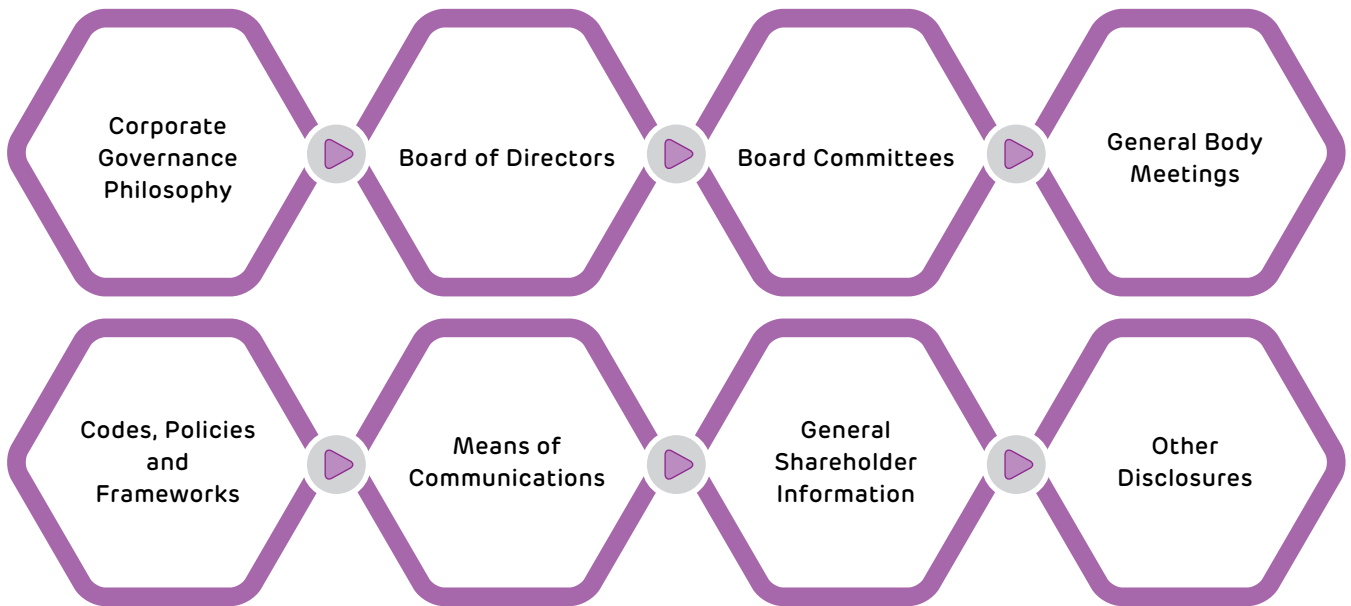 Corporate
Governance
Philosophy
Board of Directors
Board Committees
General Body
Meetings
Codes, Policies
and
Frameworks
Means of
Communications
General
Shareholder
Information
Other
Disclosures